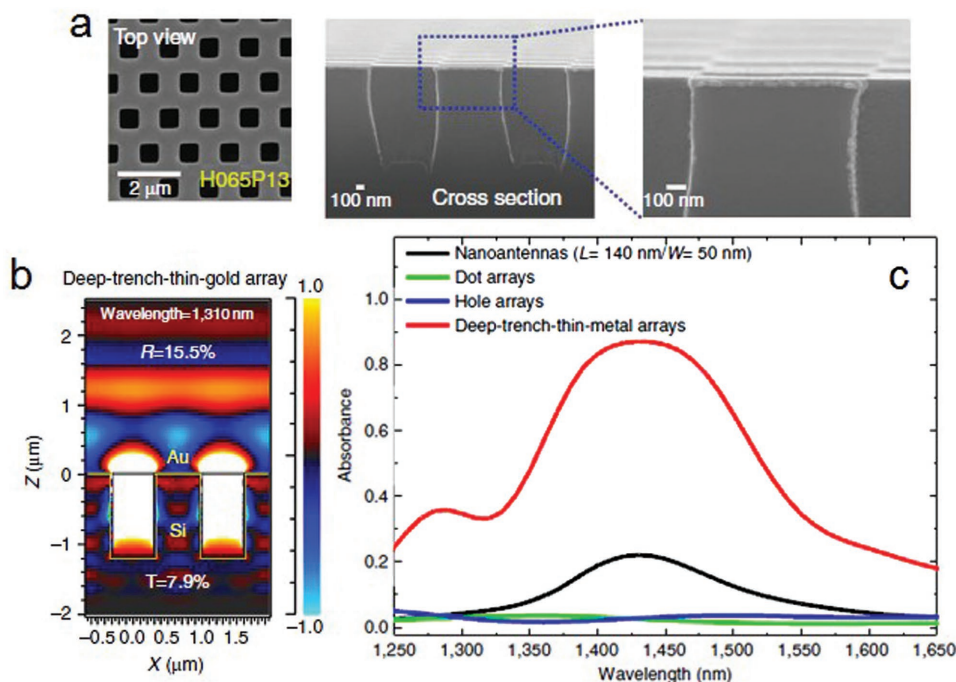 a
Top view
2 μm
H065P13
100 nm
Cross section
100 nm
b
Deep-trench-thin-gold array
Wavelength=1,310 nm
R=15.5%
Au
Si
T=7.9%
2
1
0
−1
−2
Z (μm)
−0.5 0.0 0.5 1.0 1.5
X (μm)
1.0
−1.0
c
Nanoantennas (L= 140 nm/W= 50 nm)
Dot arrays
Hole arrays
Deep-trench-thin-metal arrays
1.0
0.8
0.6
0.4
0.2
0.0
Absorbance
1,250 1,300 1,350 1,400 1,450 1,500 1,550 1,600 1,650
Wavelength (nm)